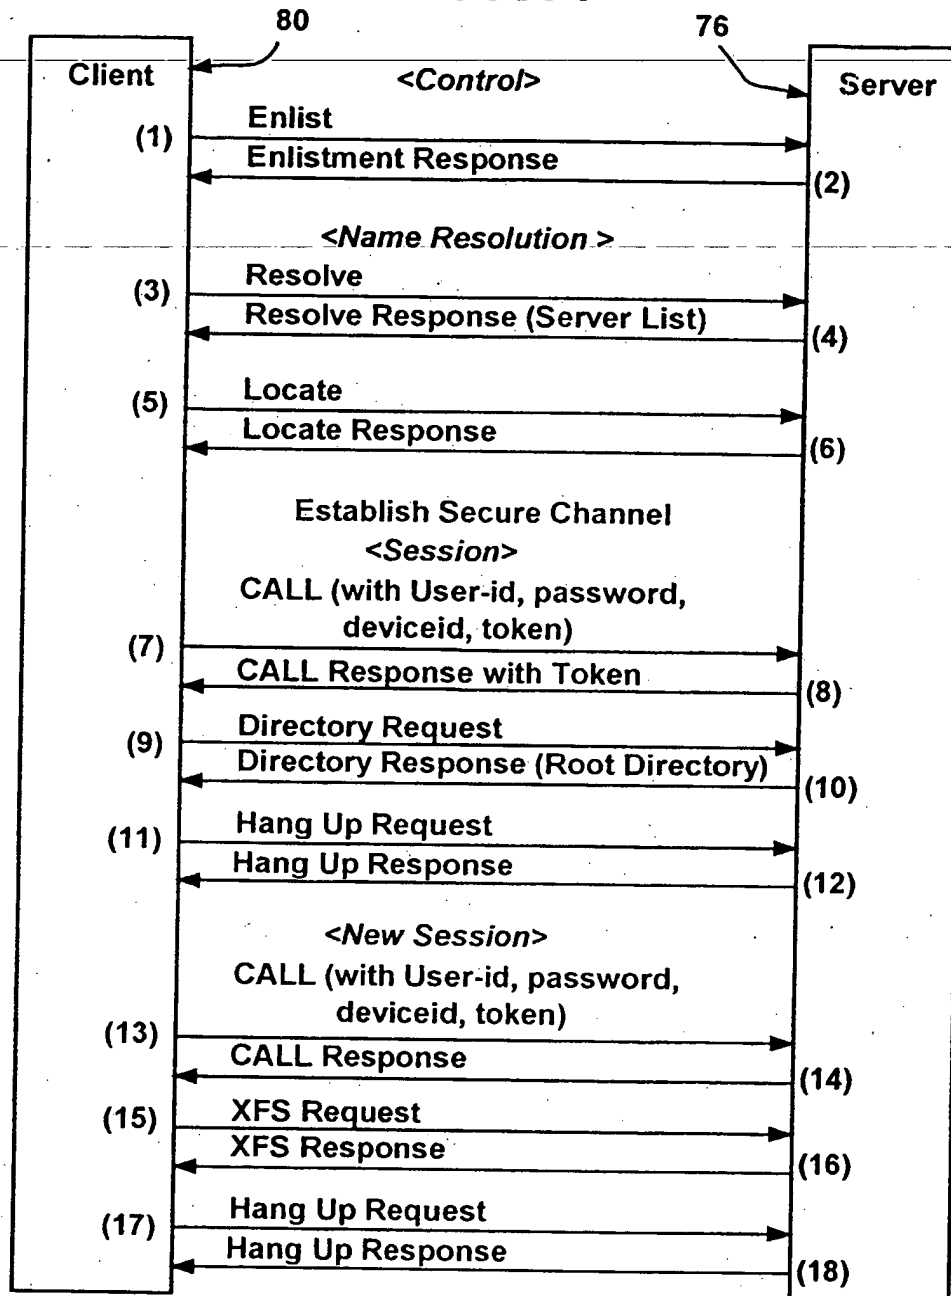 80
76
Client
<Control>
Server
(1)
Enlist
Enlistment Response
(2)
<Name Resolution >
(3)
Resolve
Resolve Response (Server List)
(4)
(5)
Locate
Locate Response
(6)
Establish Secure Channel
<Session>
CALL (with User-id, password,
deviceid, token)
(7)
CALL Response with Token
(8)
(9)
Directory Request
Directory Response (Root Directory)
(10)
(11)
Hang Up Request
Hang Up Response
(12)
<New Session>
CALL (with User-id, password,
deviceid, token)
(13)
CALL Response
(14)
(15)
XFS Request
XFS Response
(16)
(17)
Hang Up Request
Hang Up Response
(18)